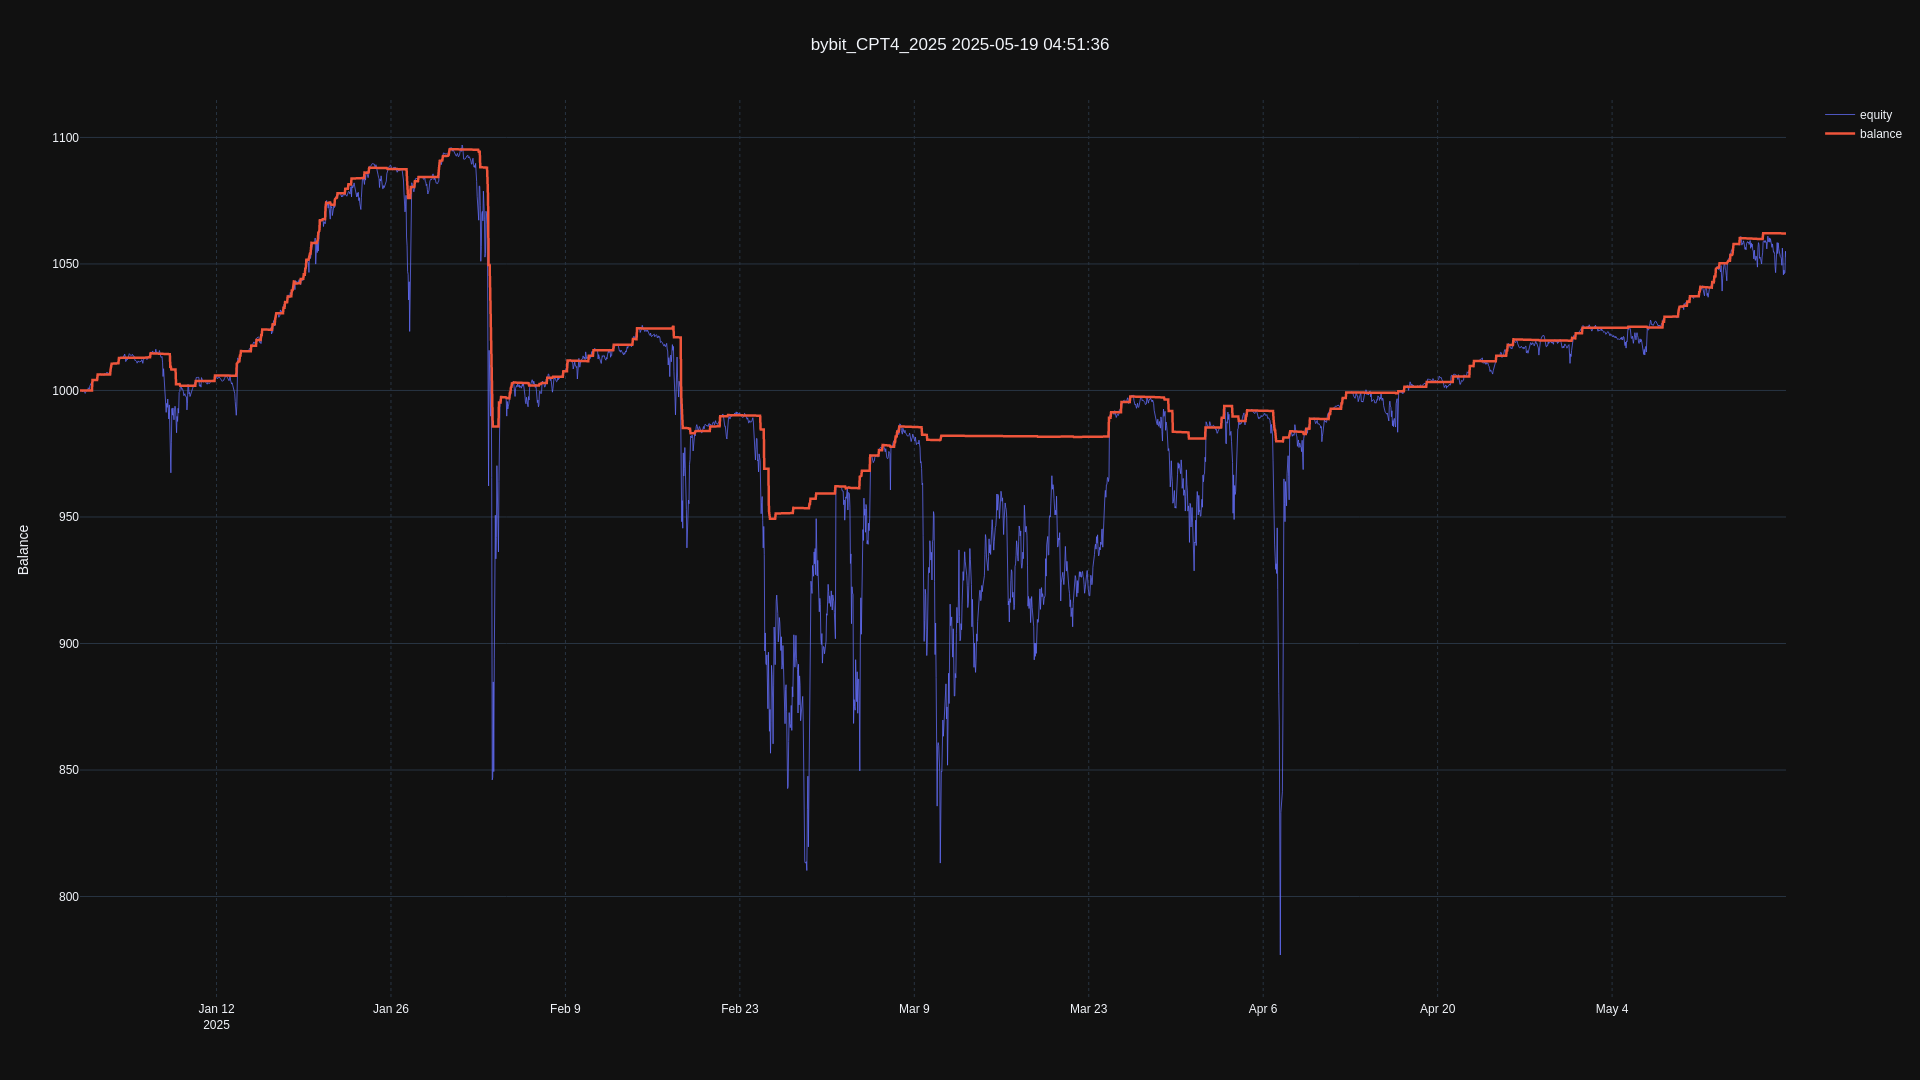 bybit_CPT4_2025 2025-05-19 04:51:36
equity
balance
1100
1050
1000
950
900
850
800
Balance
Jan 12
2025
Jan 26
Feb 9
Feb 23
Mar 9
Mar 23
Apr 6
Apr 20
May 4